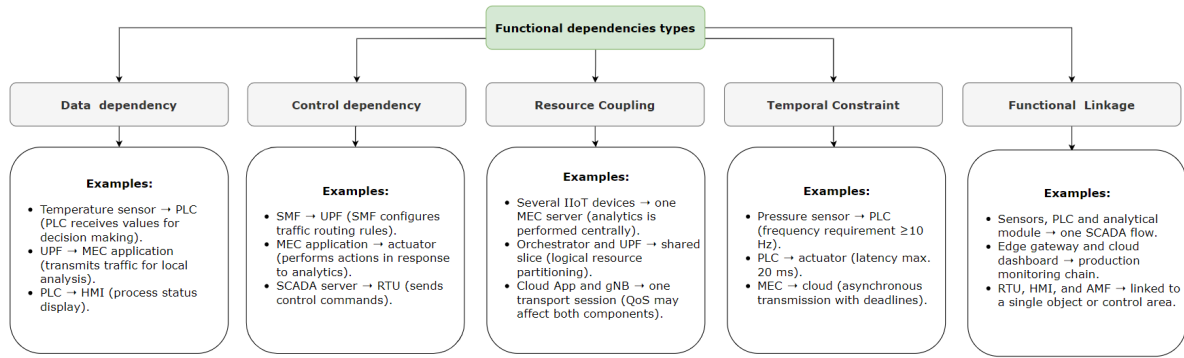 Functional dependencies types
Data dependency
Control dependency
Resource Coupling
Temporal Constraint
Functional Linkage
Examples:
• Temperature sensor → PLC
(PLC receives values for
decision making).
• UPF → MEC application
(transmits traffic for local
analysis).
• PLC → HMI (process status
display).
Examples:
• SMF → UPF (SMF configures
traffic routing rules).
• MEC application → actuator
(performs actions in
response to analytics).
• SCADA server → RTU (sends
control commands).
Examples:
• Several IIoT devices → one
MEC server (analytics is
performed centrally).
• Orchestrator and UPF → shared
slice (logical resource
partitioning).
• Cloud App and gNB → one
transport session (QoS may
affect both components).
Examples:
• Pressure sensor → PLC
(frequency requirement ≥10
Hz).
• PLC → actuator (latency max.
20 ms).
• MEC → cloud (asynchronous
transmission with deadlines).
Examples:
• Sensors, PLC and analytical
module → one SCADA flow.
• Edge gateway and cloud
dashboard → production
monitoring chain.
• RTU, HMI, and AMF → linked to
a single object or control area.